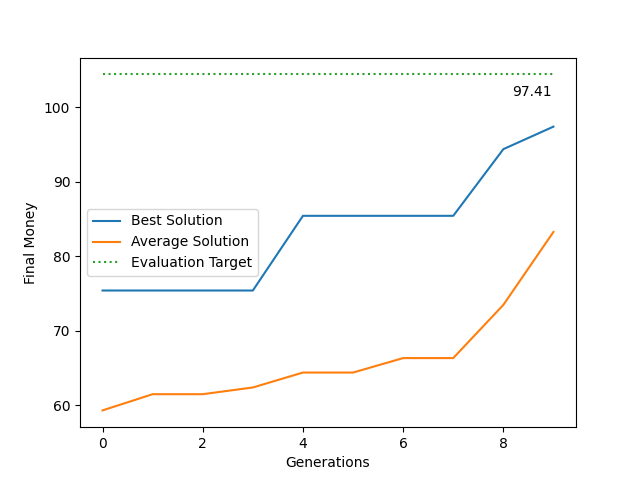 97.41
100
90
80
70
60
Final Money
Best Solution
Average Solution
Evaluation Target
0 2 4 6 8
Generations